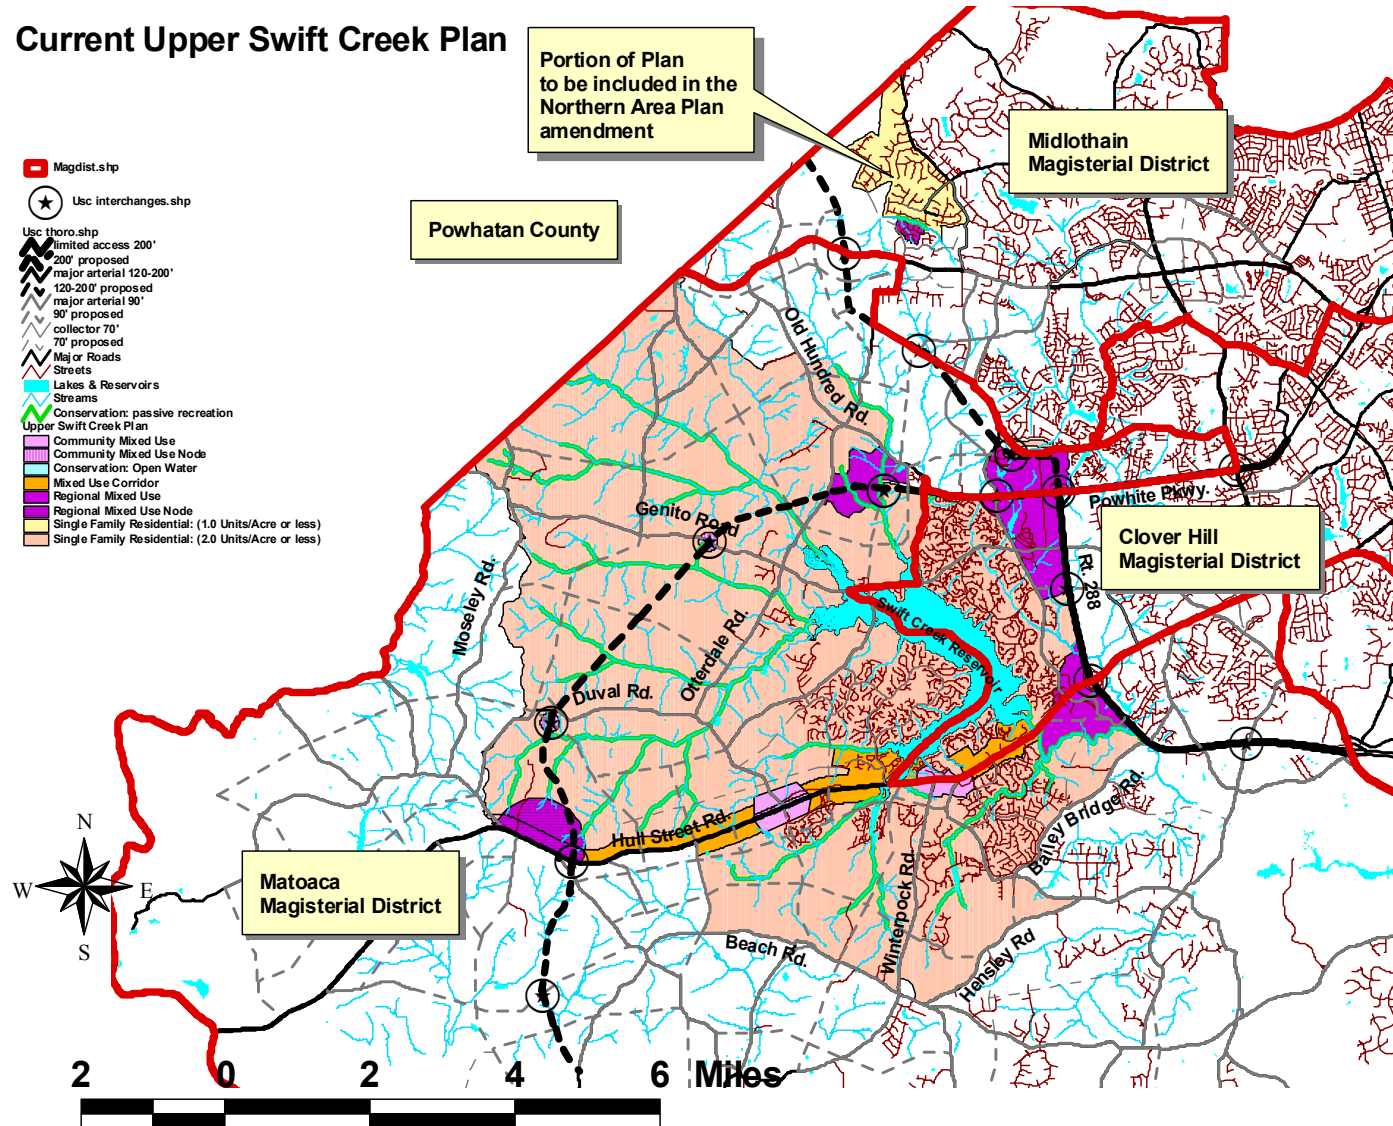 Current Upper Swift Creek Plan
Portion of Plan
to be included in the
Northern Area Plan
amendment
Midlothain
Magisterial District
Powhatan County
Magdist.shp
Usc interchanges.shp
Usc thoro.shp
limited access 200'
200' proposed
major arterial 120-200'
120-200' proposed
major arterial 90'
90' proposed
collector 70'
70' proposed
Major Roads
Streets
Lakes & Reservoirs
Streams
Conservation: passive recreation
Upper Swift Creek Plan
Community Mixed Use
Community Mixed Use Node
Conservation: Open Water
Mixed Use Corridor
Regional Mixed Use
Regional Mixed Use Node
Single Family Residential: (1.0 Units/Acre or less)
Single Family Residential: (2.0 Units/Acre or less)
Old Hundred Rd.
Genito Road
Powhite Pkwy.
Clover Hill
Magisterial District
Rt. 288
Moseley Rd.
Swift Creek Reservoir
Otterdale Rd.
Duval Rd.
Hull Street Rd.
Bailey Bridge Rd.
Winterpock Rd.
Beach Rd.
Hensley Rd
Matoaca
Magisterial District
N
W E
S
2 0 2 4 6 Miles